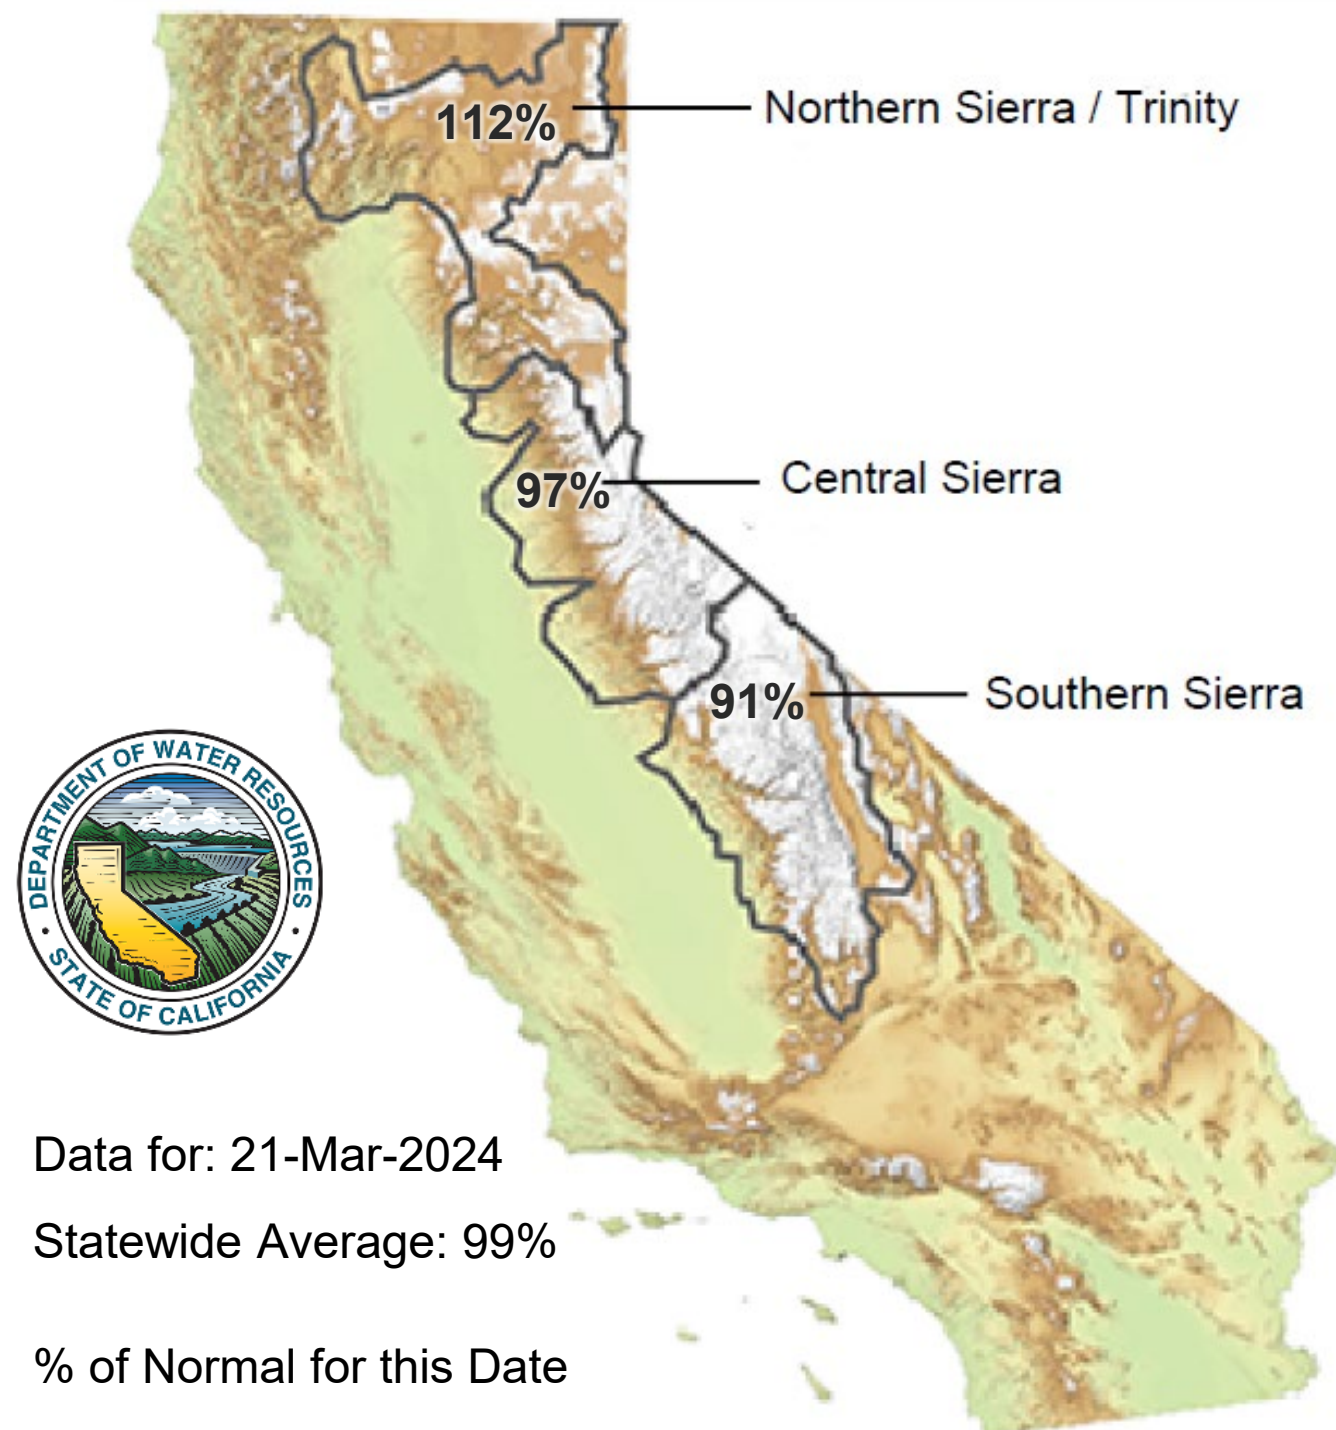 112%
Northern Sierra / Trinity
97%
Central Sierra
91%
Southern Sierra
DEPARTMENT OF WATER RESOURCES
• STATE OF CALIFORNIA •
Data for: 21-Mar-2024
Statewide Average: 99%
% of Normal for this Date